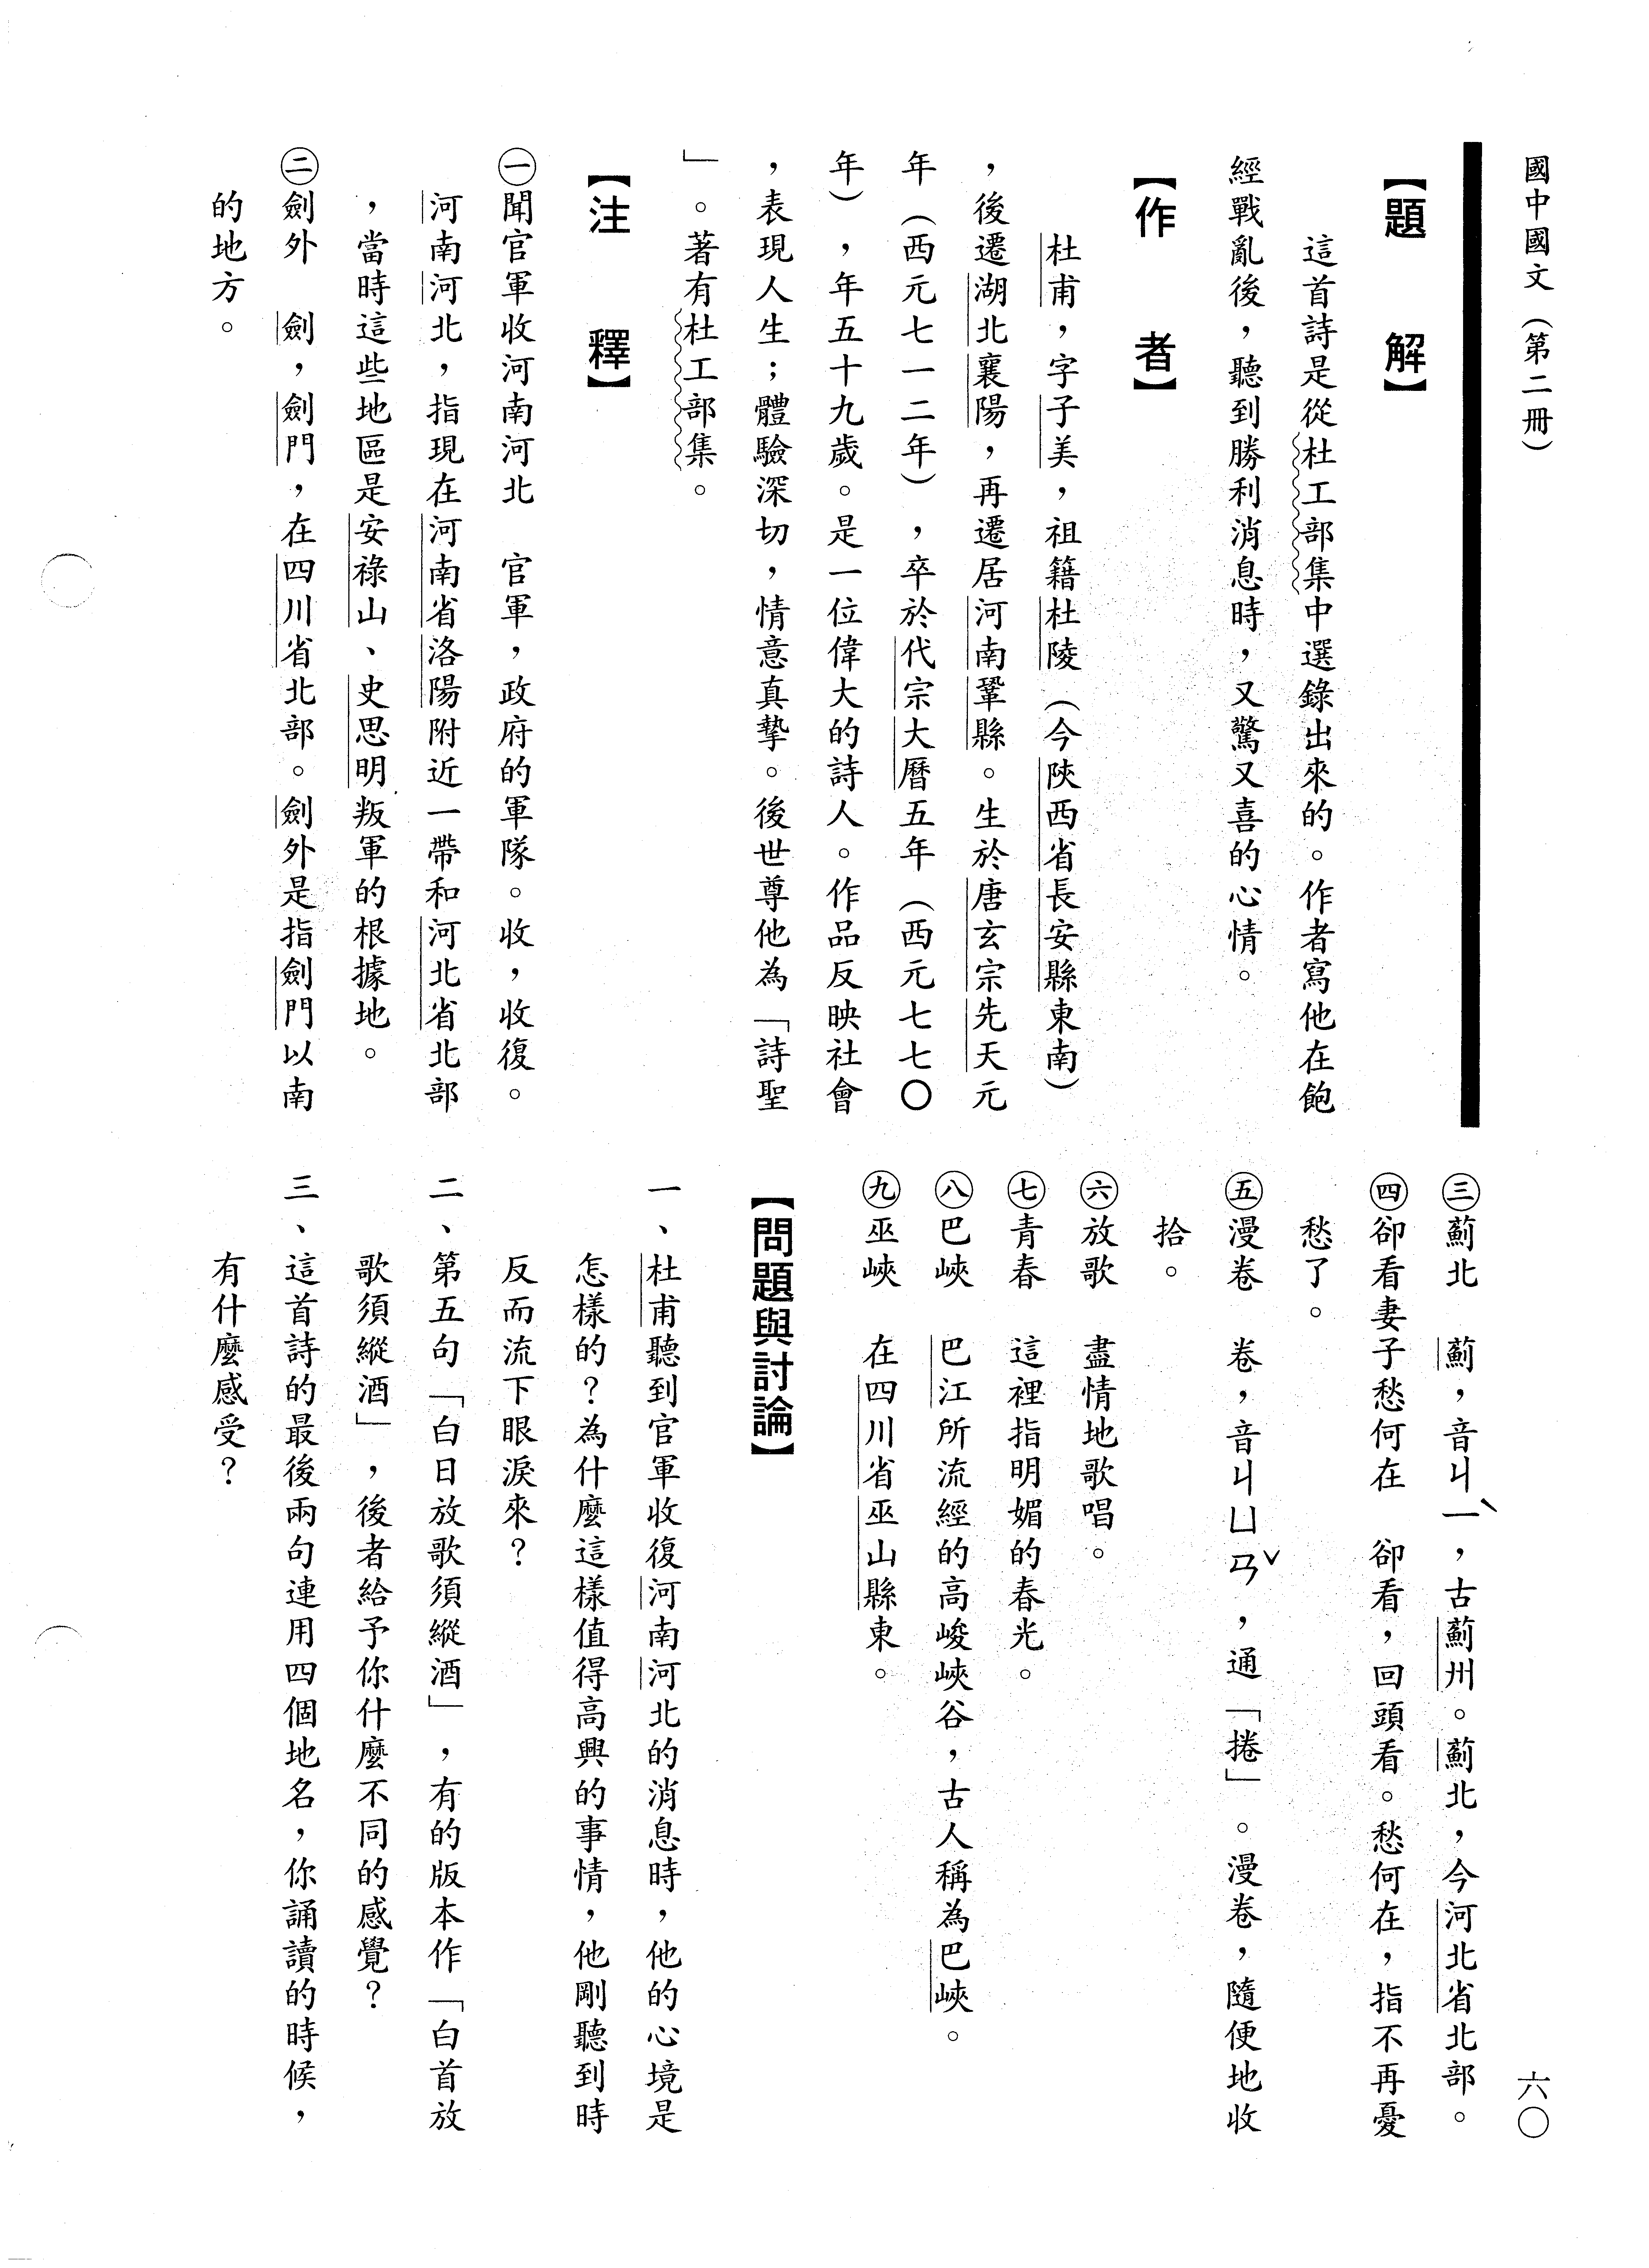 國中國文（第二冊）
六〇
【題解】
這首詩是從杜工部集中選錄出來的。作者寫他在飽
經戰亂後，聽到勝利消息時，又驚又喜的心情。
【作者】
杜甫，字子美，祖籍杜陵（今陝西省長安縣東南）
，後遷湖北襄陽，再遷居河南鞏縣。生於唐玄宗先天元
年（西元七一二年），卒於代宗大曆五年（西元七七〇
年），年五十九歲。是一位偉大的詩人。作品反映社會
，表現人生；體驗深切，情意真摯。後世尊他為「詩聖
」。著有杜工部集。
【注釋】
㊀聞官軍收河南河北　官軍，政府的軍隊。收，收復。
河南河北，指現在河南省洛陽附近一帶和河北省北部
，當時這些地區是安祿山、史思明叛軍的根據地。
㊁劍外　劍，劍門，在四川省北部。劍外是指劍門以南
的地方。
㊂薊北　薊，音ㄐㄧˋ，古薊州。薊北，今河北省北部。
㊃卻看妻子愁何在　卻看，回頭看。愁何在，指不再憂
愁了。
㊄漫卷　卷，音ㄐㄩㄢˇ，通「捲」。漫卷，隨便地收
拾。
㊅放歌　盡情地歌唱。
㊆青春　這裡指明媚的春光。
㊇巴峽　巴江所流經的高峻峽谷，古人稱為巴峽。
㊈巫峽　在四川省巫山縣東。
【問題與討論】
一、杜甫聽到官軍收復河南河北的消息時，他的心境是
怎樣的？為什麼這樣值得高興的事情，他剛聽到時
反而流下眼淚來？
二、第五句「白日放歌須縱酒」，有的版本作「白首放
歌須縱酒」，後者給予你什麼不同的感覺？
三、這首詩的最後兩句連用四個地名，你誦讀的時候，
有什麼感受？